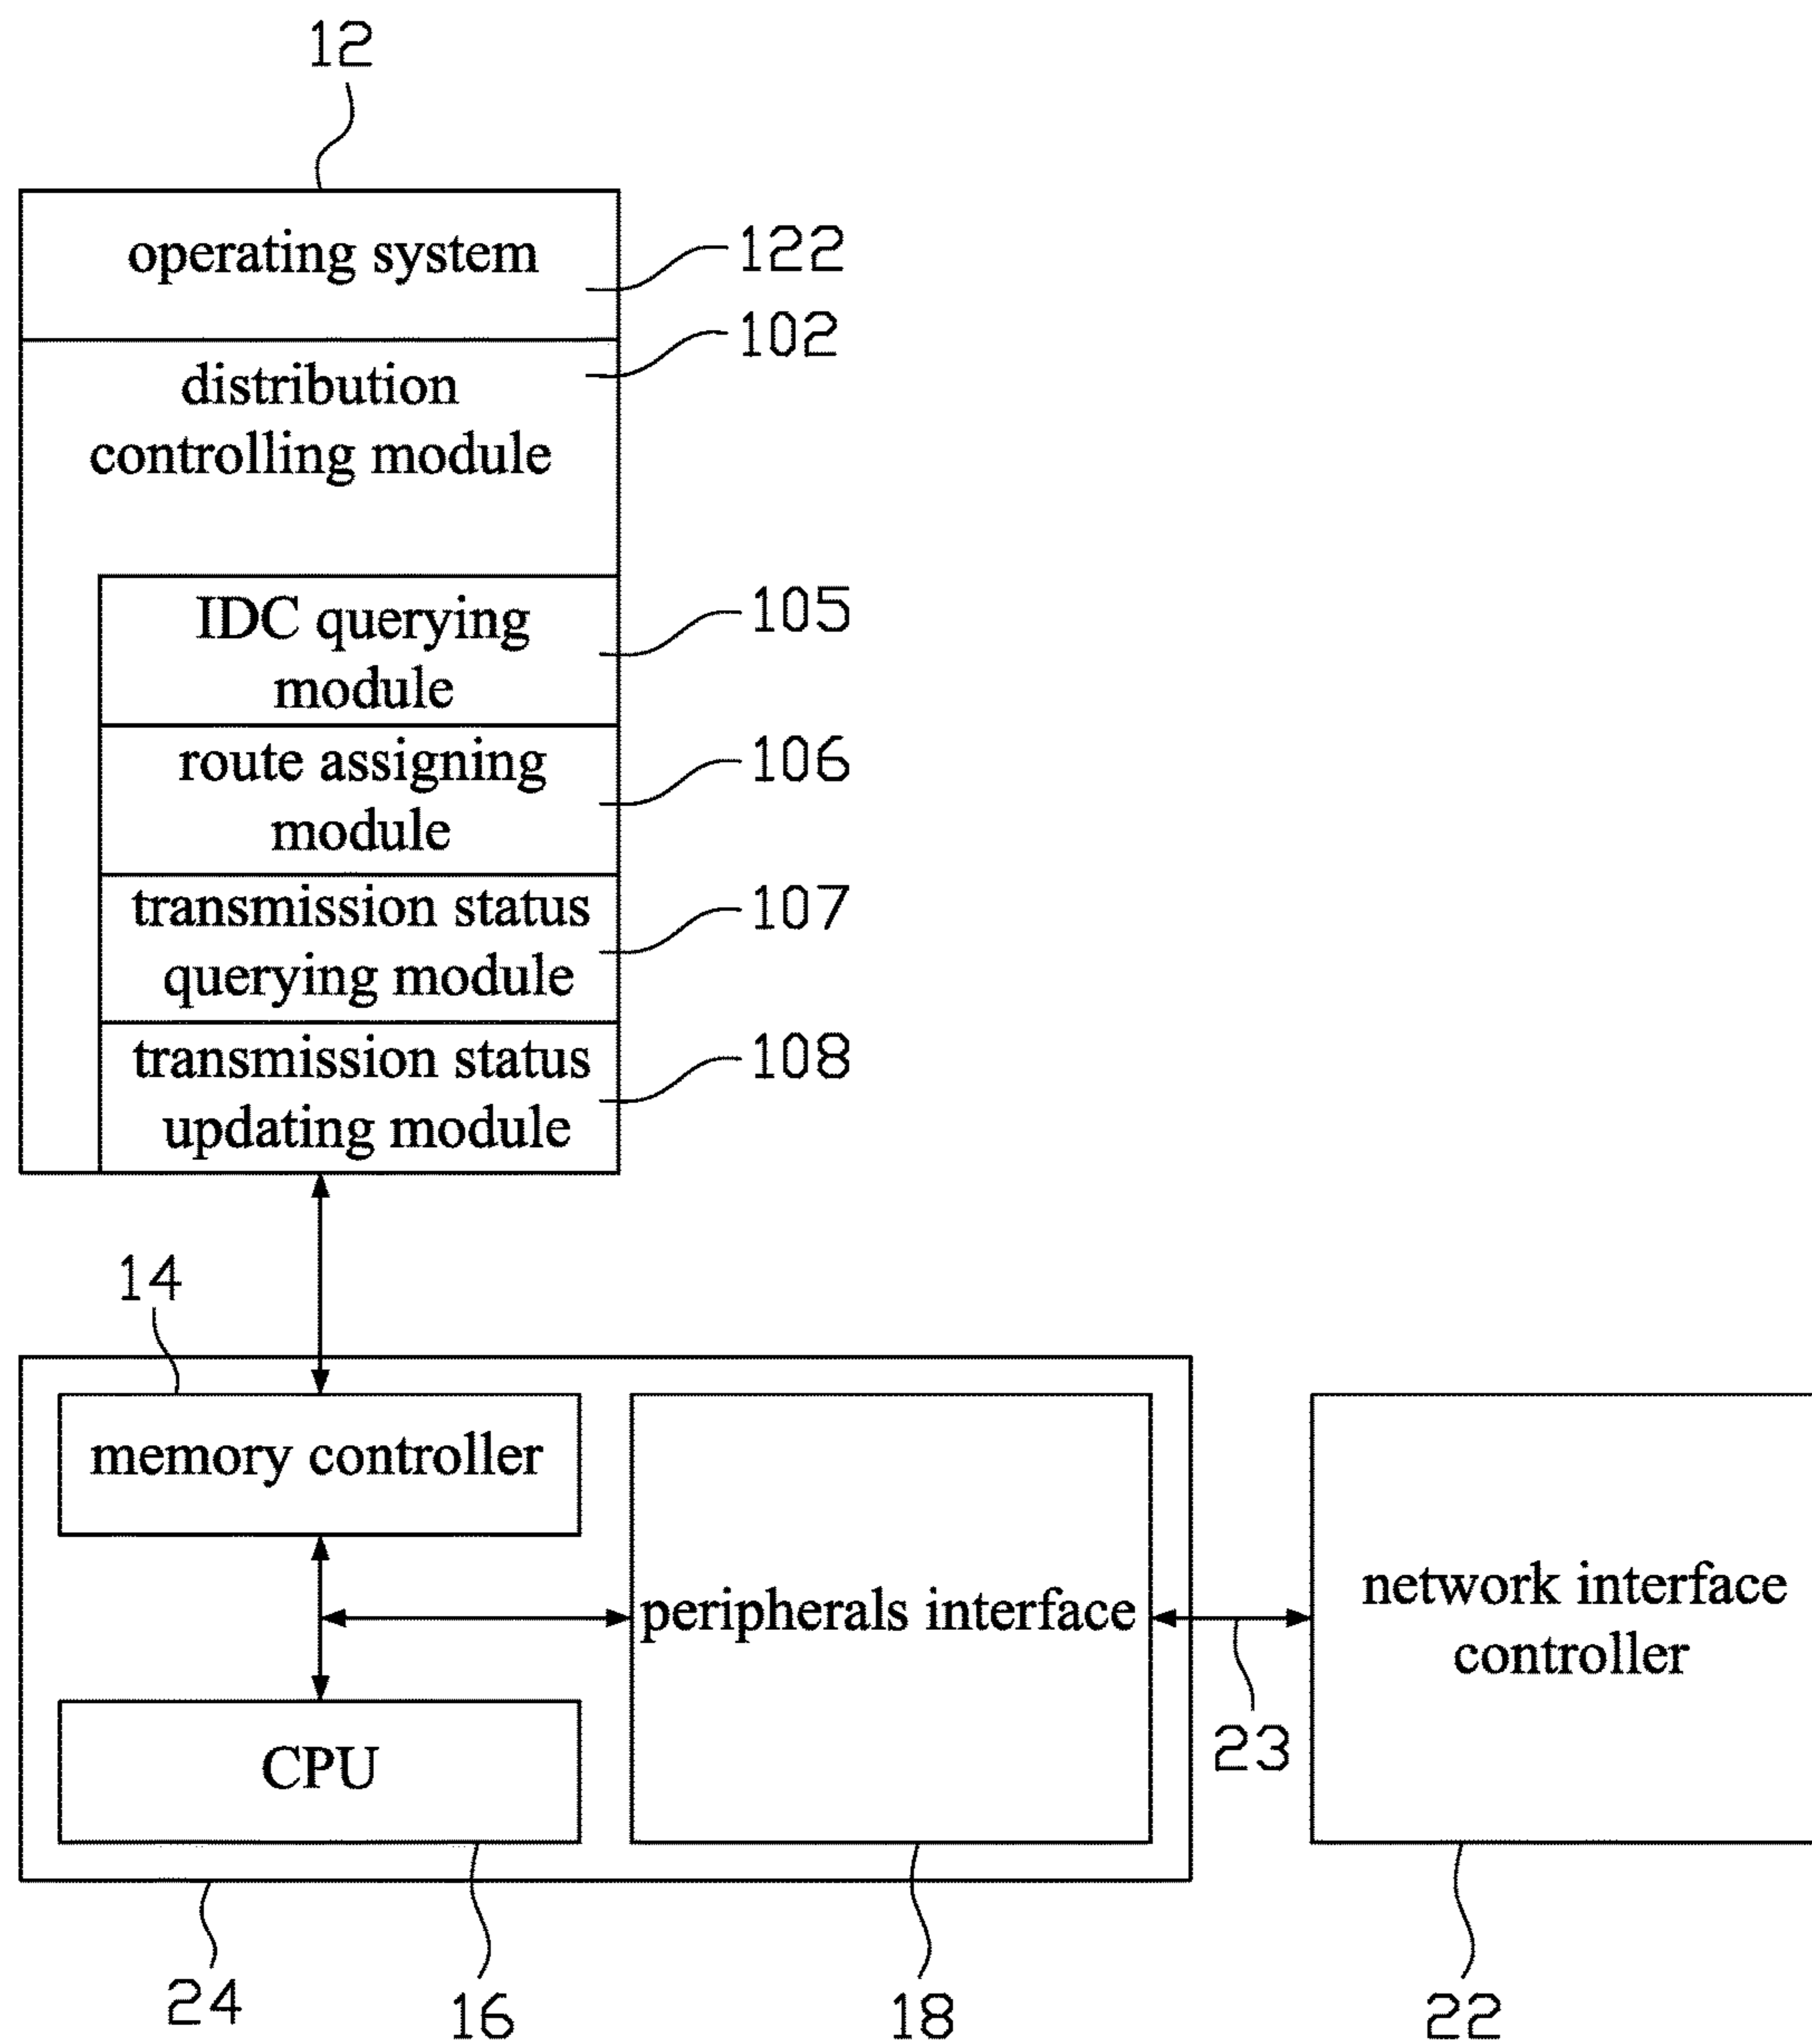 12
operating system
122
102
distribution
controlling module
IDC querying
module
105
route assigning
module
106
transmission status
querying module
107
transmission status
updating module
108
14
memory controller
peripherals interface
network interface
controller
23
CPU
24
16
18
22